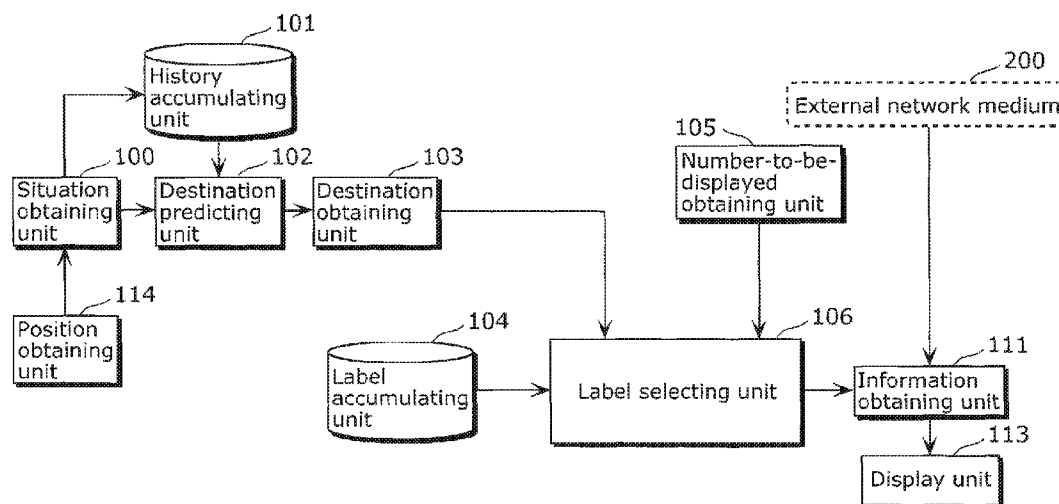 101
History
accumulating
unit
200
External network medium
100
Situation
obtaining
unit
102
Destination
predicting
unit
103
Destination
obtaining
unit
105
Number-to-be-
displayed
obtaining unit
114
Position
obtaining
unit
104
Label
accumulating
unit
106
Label selecting unit
111
Information
obtaining unit
113
Display unit